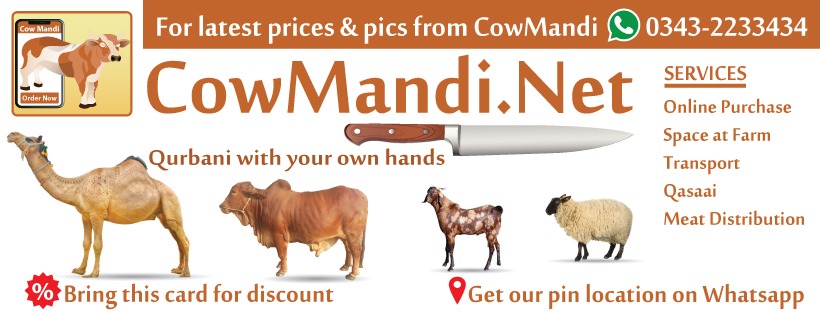 Cow Mandi
Order Now
For latest prices & pics from CowMandi 0343-2233434
CowMandi.Net
Qurbani with your own hands
SERVICES
Online Purchase
Space at Farm
Transport
Qasaai
Meat Distribution
% Bring this card for discount
Get our pin location on Whatsapp